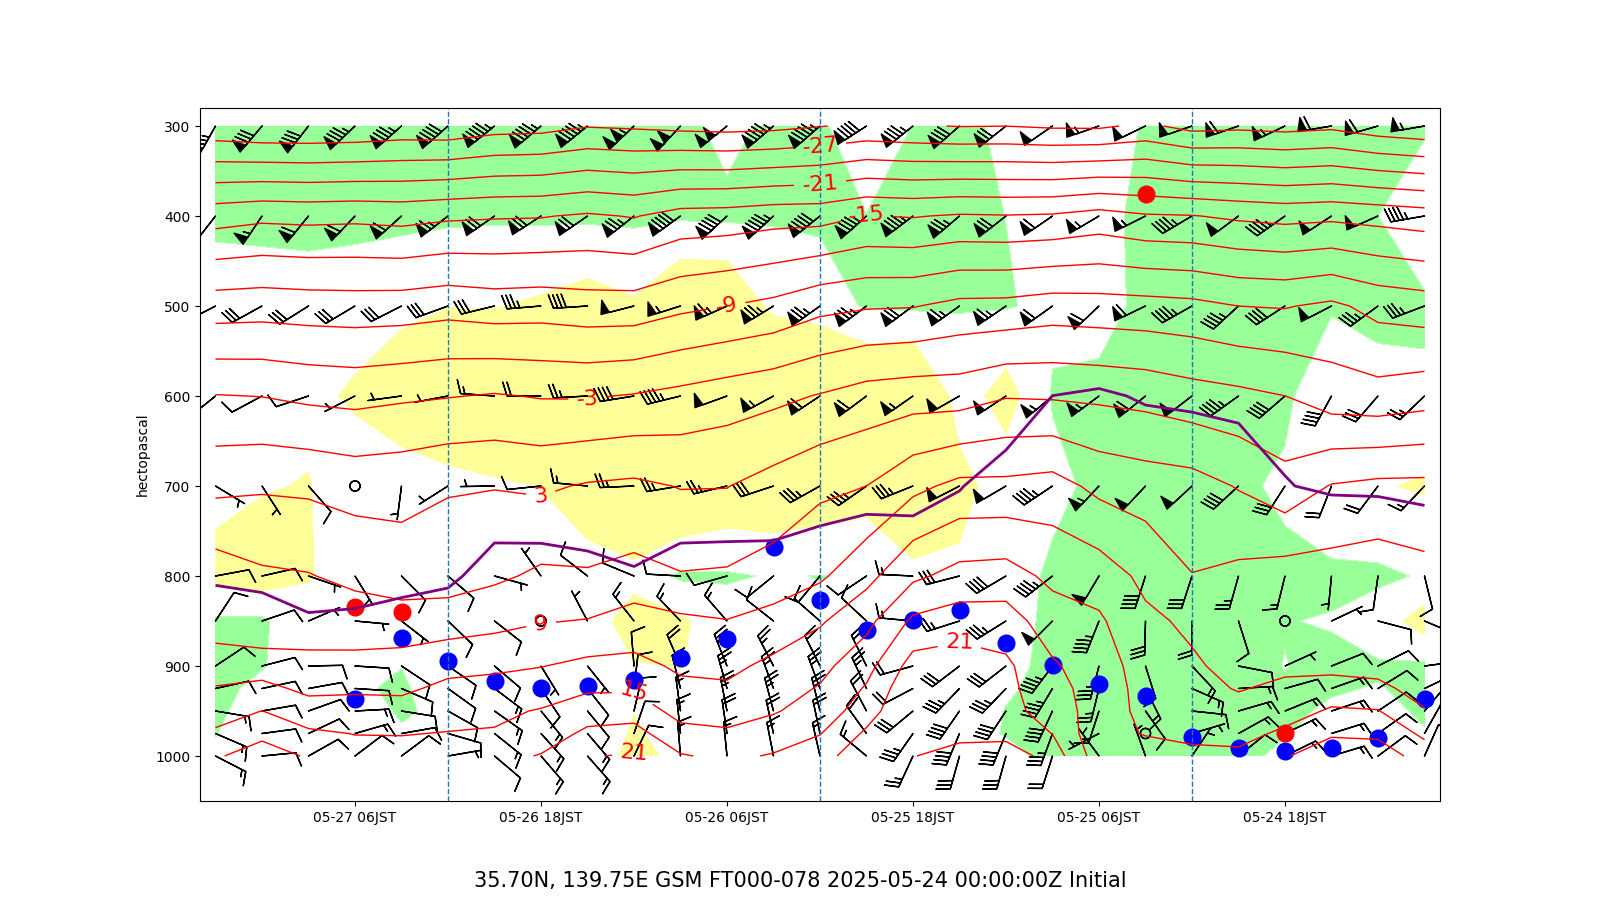 300
400
500
600
700
800
900
1000
hectopascal
-27
-21
-15
-9
-3
3
9
15
21
21
05-27 06JST
05-26 18JST
05-26 06JST
05-25 18JST
05-25 06JST
05-24 18JST
35.70N, 139.75E GSM FT000-078 2025-05-24 00:00:00Z Initial